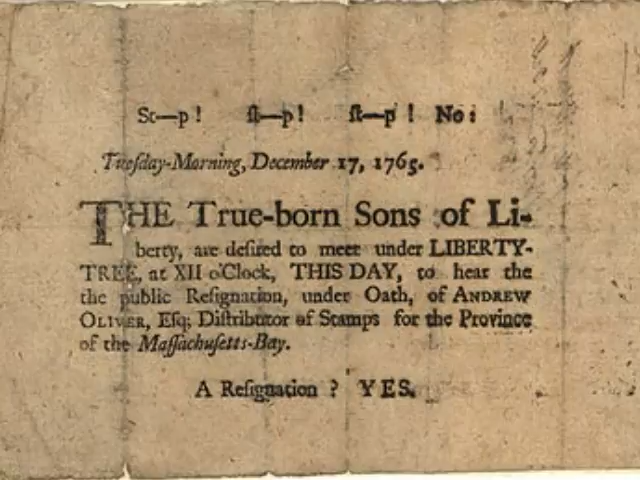 St—p! ſt—p! ſt—p! No:
Tueſday-Morning, December 17, 1765.
THE True-born Sons of Li-
berty, are deſired to meet under LIBERTY-
TREE, at XII o'Clock, THIS DAY, to hear the
the public Reſignation, under Oath, of ANDREW
OLIVER, Eſq; Diſtributor of Stamps for the Province
of the Maſſachuſetts-Bay.
A Reſignation? YES.